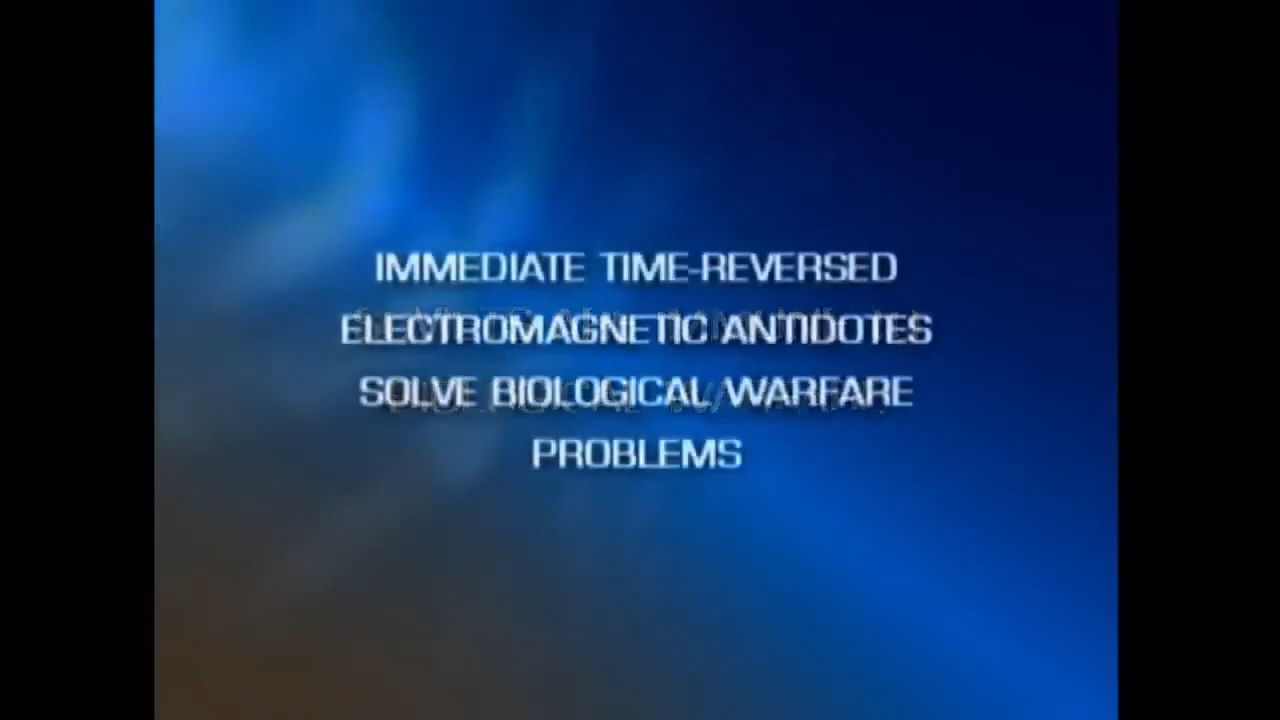 IMMEDIATE TIME-REVERSED
ELECTROMAGNETIC ANTIDOTES
SOLVE BIOLOGICAL WARFARE
PROBLEMS